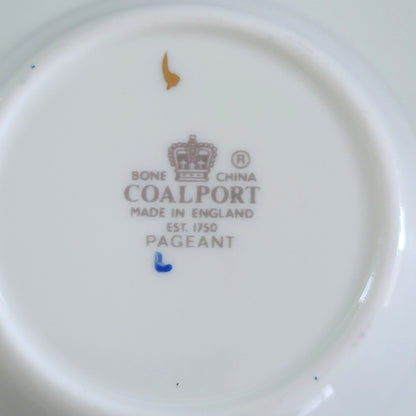 BONE CHINA ®
COALPORT
MADE IN ENGLAND
EST. 1750
PAGEANT
L